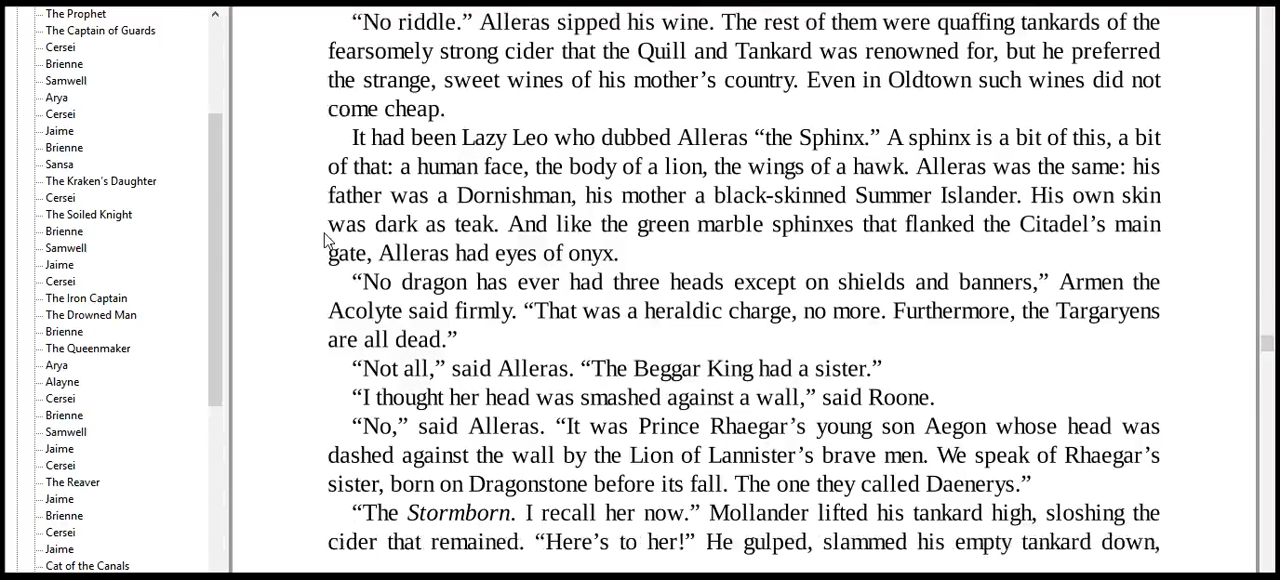 The Prophet
The Captain of Guards
Cersei
Brienne
Samwell
Arya
Cersei
Jaime
Brienne
Sansa
The Kraken's Daughter
Cersei
The Soiled Knight
Brienne
Samwell
Jaime
Cersei
The Iron Captain
The Drowned Man
Brienne
The Queenmaker
Arya
Alayne
Cersei
Brienne
Samwell
Jaime
Cersei
The Reaver
Jaime
Brienne
Cersei
Jaime
Cat of the Canals
“No riddle.” Alleras sipped his wine. The rest of them were quaffing tankards of the
fearsomely strong cider that the Quill and Tankard was renowned for, but he preferred
the strange, sweet wines of his mother’s country. Even in Oldtown such wines did not
come cheap.
It had been Lazy Leo who dubbed Alleras “the Sphinx.” A sphinx is a bit of this, a bit
of that: a human face, the body of a lion, the wings of a hawk. Alleras was the same: his
father was a Dornishman, his mother a black-skinned Summer Islander. His own skin
was dark as teak. And like the green marble sphinxes that flanked the Citadel’s main
gate, Alleras had eyes of onyx.
“No dragon has ever had three heads except on shields and banners,” Armen the
Acolyte said firmly. “That was a heraldic charge, no more. Furthermore, the Targaryens
are all dead.”
“Not all,” said Alleras. “The Beggar King had a sister.”
“I thought her head was smashed against a wall,” said Roone.
“No,” said Alleras. “It was Prince Rhaegar’s young son Aegon whose head was
dashed against the wall by the Lion of Lannister’s brave men. We speak of Rhaegar’s
sister, born on Dragonstone before its fall. The one they called Daenerys.”
“The Stormborn. I recall her now.” Mollander lifted his tankard high, sloshing the
cider that remained. “Here’s to her!” He gulped, slammed his empty tankard down,